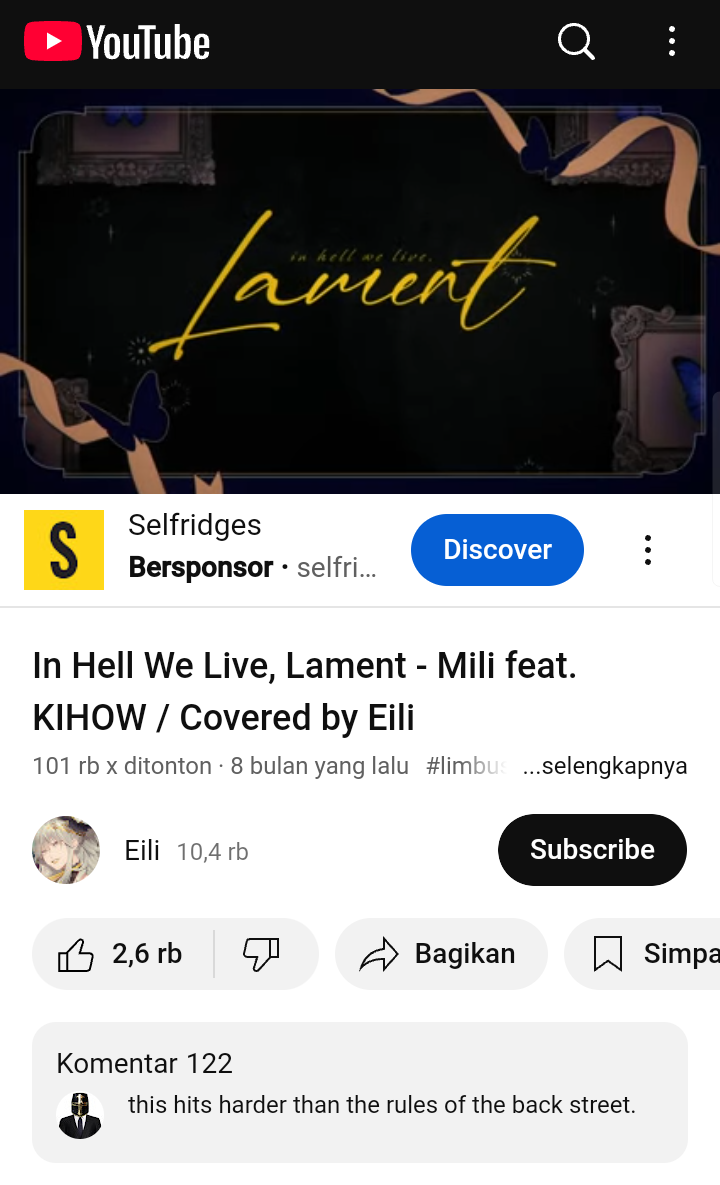 YouTube
in hell we live,
Lament
S
Selfridges
Bersponsor · selfri...
Discover
In Hell We Live, Lament - Mili feat.
KIHOW / Covered by Eili
101 rb x ditonton · 8 bulan yang lalu #limbus ...selengkapnya
Eili 10,4 rb
Subscribe
2,6 rb
Bagikan
Simpa
Komentar 122
this hits harder than the rules of the back street.